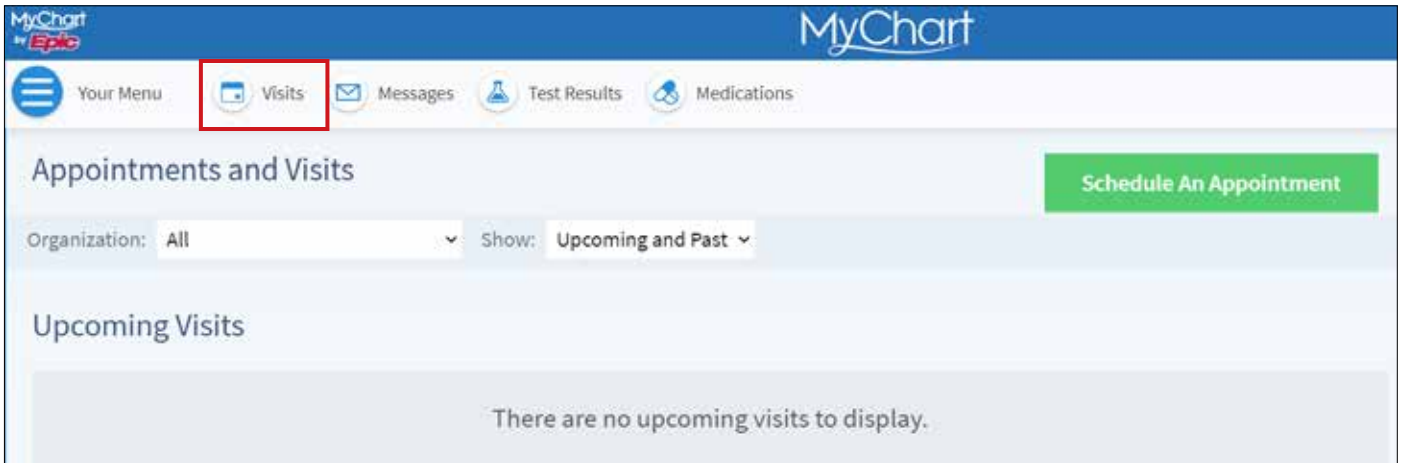 MyChart
by Epic
MyChart
Your Menu Visits Messages Test Results Medications
Appointments and Visits
Schedule An Appointment
Organization: All Show: Upcoming and Past
Upcoming Visits
There are no upcoming visits to display.